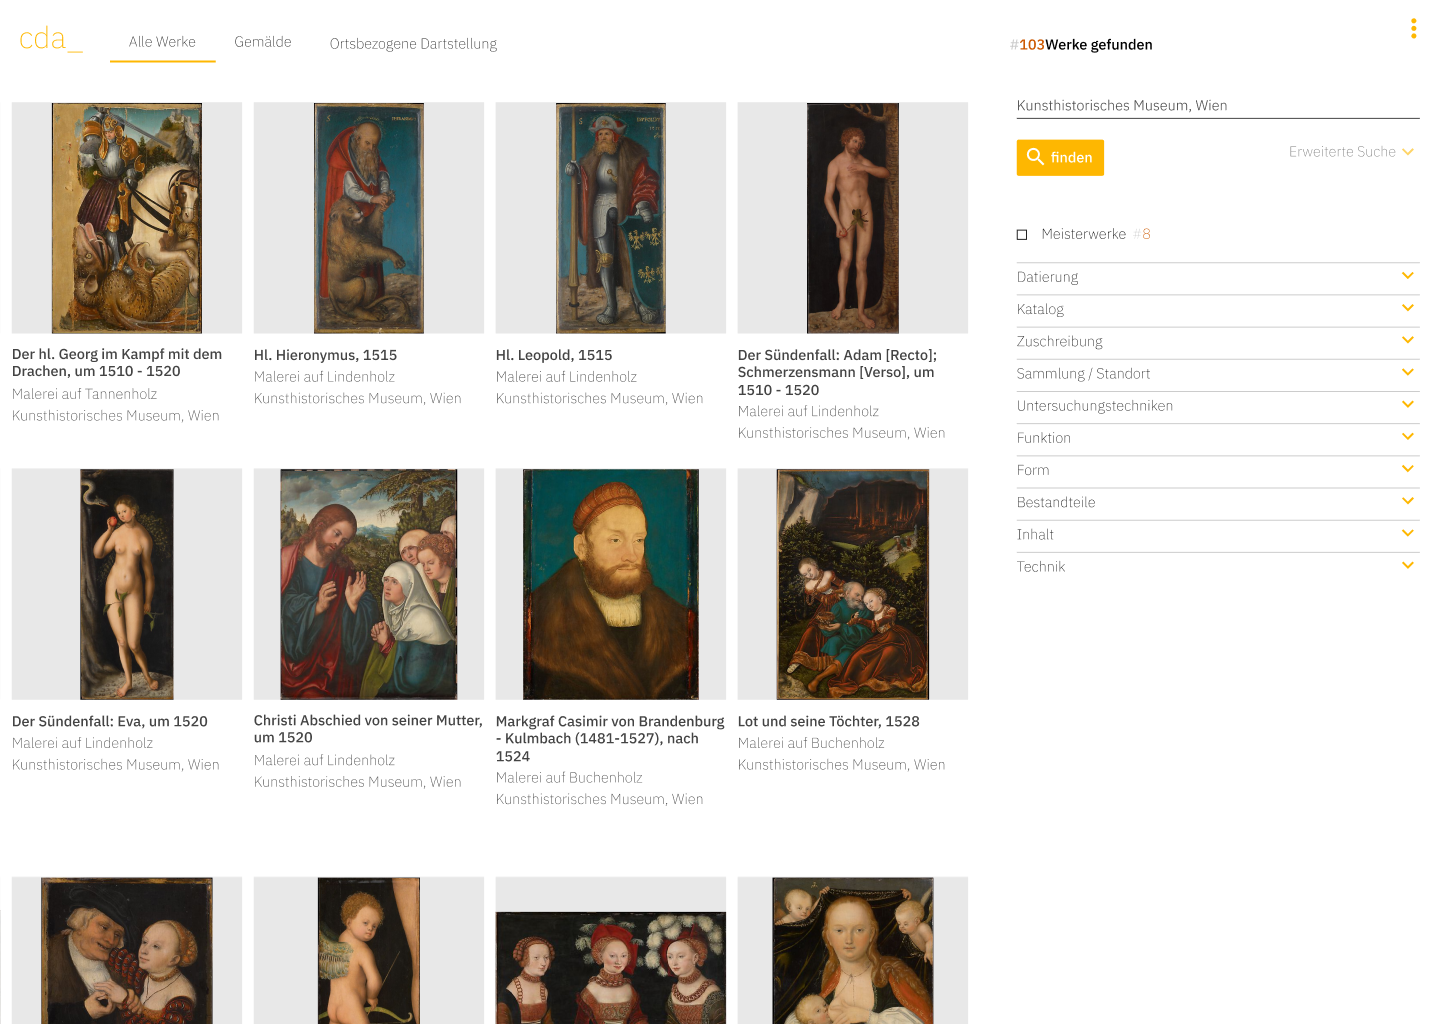 cda_
Alle Werke
Gemälde
Ortsbezogene Dartstellung
#103Werke gefunden
Kunsthistorisches Museum, Wien
finden
Erweiterte Suche
Meisterwerke #8
Datierung
Katalog
Zuschreibung
Sammlung / Standort
Untersuchungstechniken
Funktion
Form
Bestandteile
Inhalt
Technik
Der hl. Georg im Kampf mit dem
Drachen, um 1510 - 1520
Malerei auf Tannenholz
Kunsthistorisches Museum, Wien
Hl. Hieronymus, 1515
Malerei auf Lindenholz
Kunsthistorisches Museum, Wien
Hl. Leopold, 1515
Malerei auf Lindenholz
Kunsthistorisches Museum, Wien
Der Sündenfall: Adam [Recto];
Schmerzensmann [Verso], um
1510 - 1520
Malerei auf Lindenholz
Kunsthistorisches Museum, Wien
Der Sündenfall: Eva, um 1520
Malerei auf Lindenholz
Kunsthistorisches Museum, Wien
Christi Abschied von seiner Mutter,
um 1520
Malerei auf Lindenholz
Kunsthistorisches Museum, Wien
Markgraf Casimir von Brandenburg
- Kulmbach (1481-1527), nach
1524
Malerei auf Buchenholz
Kunsthistorisches Museum, Wien
Lot und seine Töchter, 1528
Malerei auf Buchenholz
Kunsthistorisches Museum, Wien